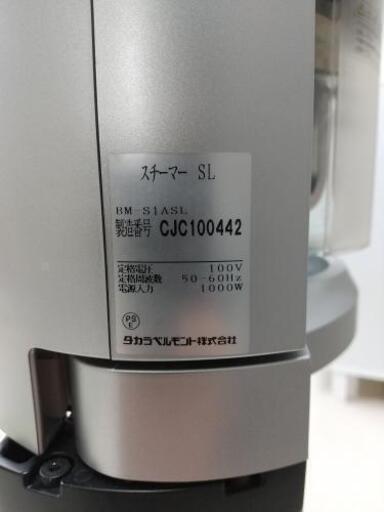 スチーマー SL
BM-S1ASL
製造番号 CJC100442
定格電圧 100V
定格周波数 50-60Hz
電源入力 1000W
PS
E
タカラベルモント株式会社